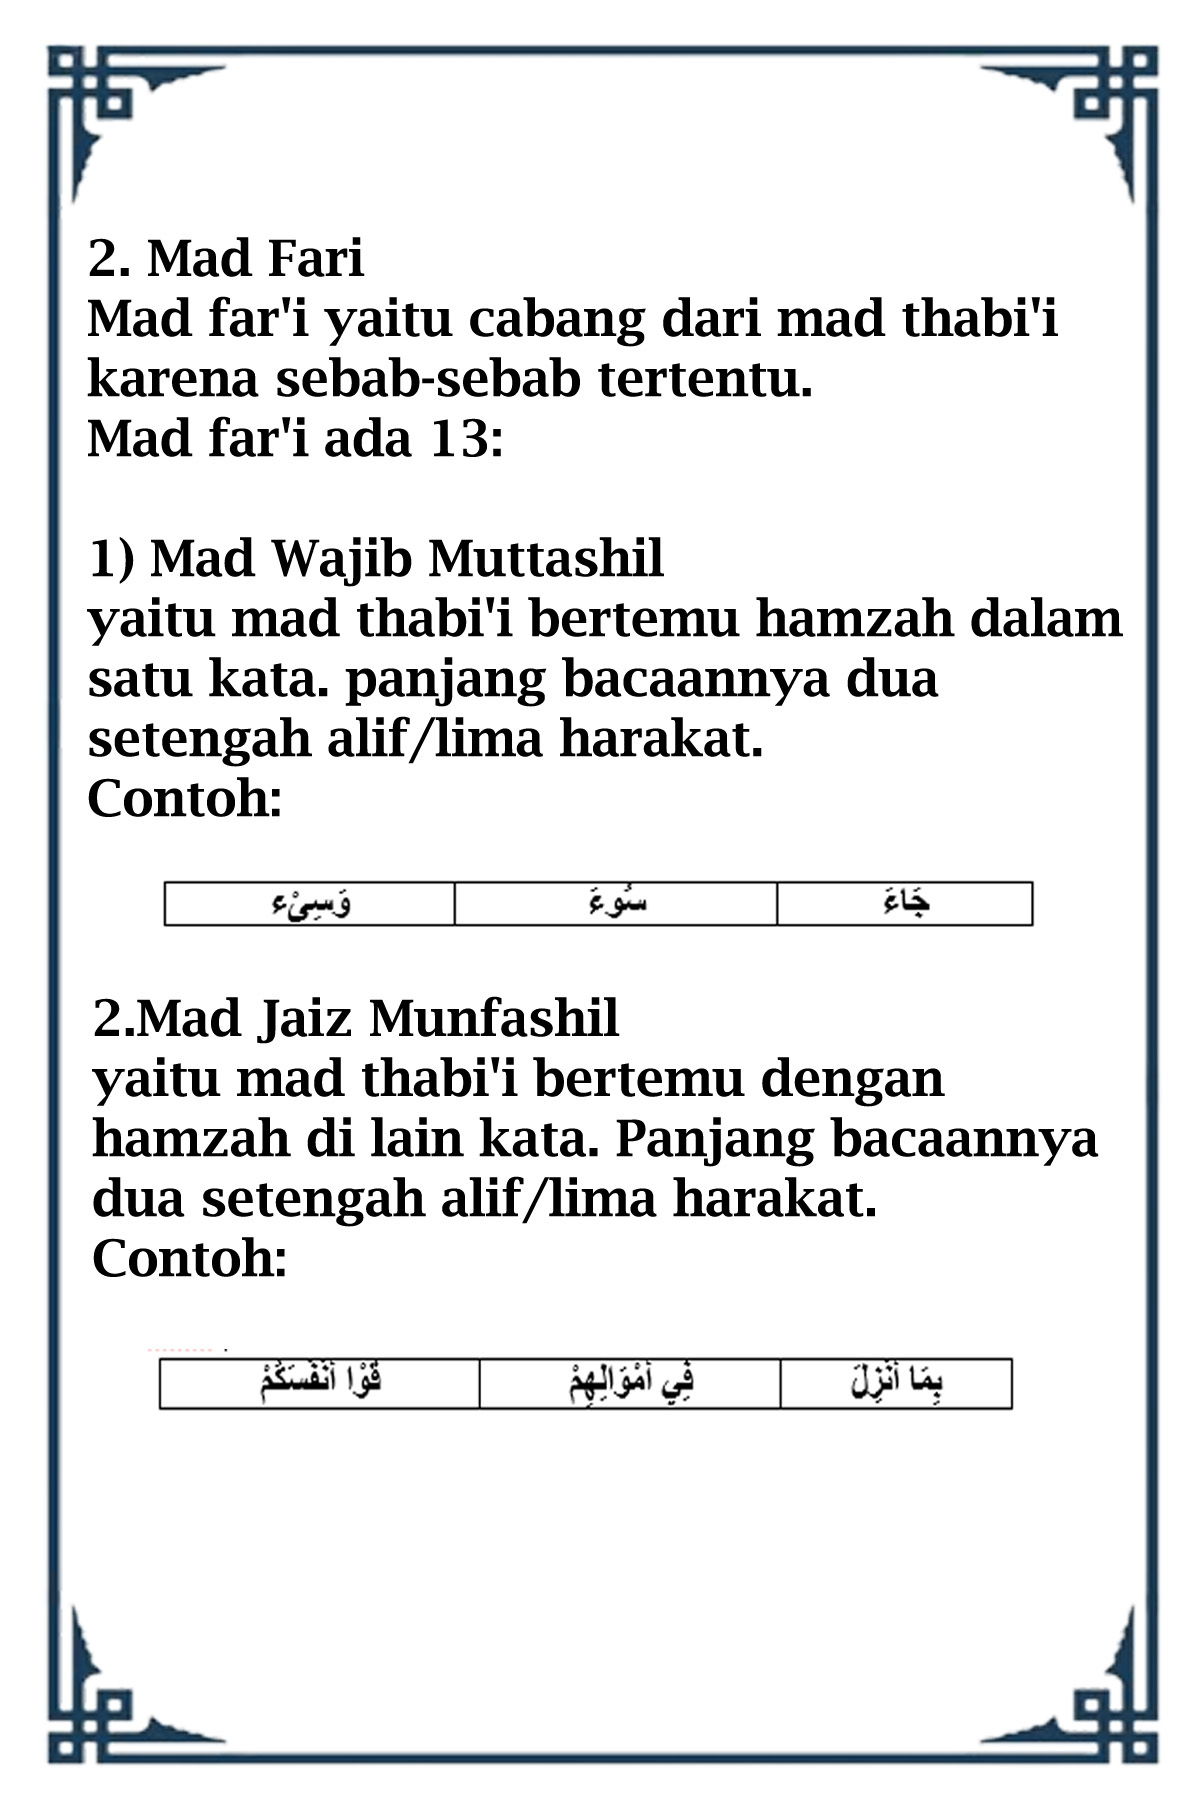 2. Mad Fari
Mad far'i yaitu cabang dari mad thabi'i
karena sebab-sebab tertentu.
Mad far'i ada 13:
1) Mad Wajib Muttashil
yaitu mad thabi'i bertemu hamzah dalam
satu kata. panjang bacaannya dua
setengah alif/lima harakat.
Contoh:
جَاءَ سُوءَ وَسِيْء
2.Mad Jaiz Munfashil
yaitu mad thabi'i bertemu dengan
hamzah di lain kata. Panjang bacaannya
dua setengah alif/lima harakat.
Contoh:
بِمَا أَنْزِلَ فِي أَمْوَالِهِمْ قُوْا أَنْفُسَكُمْ